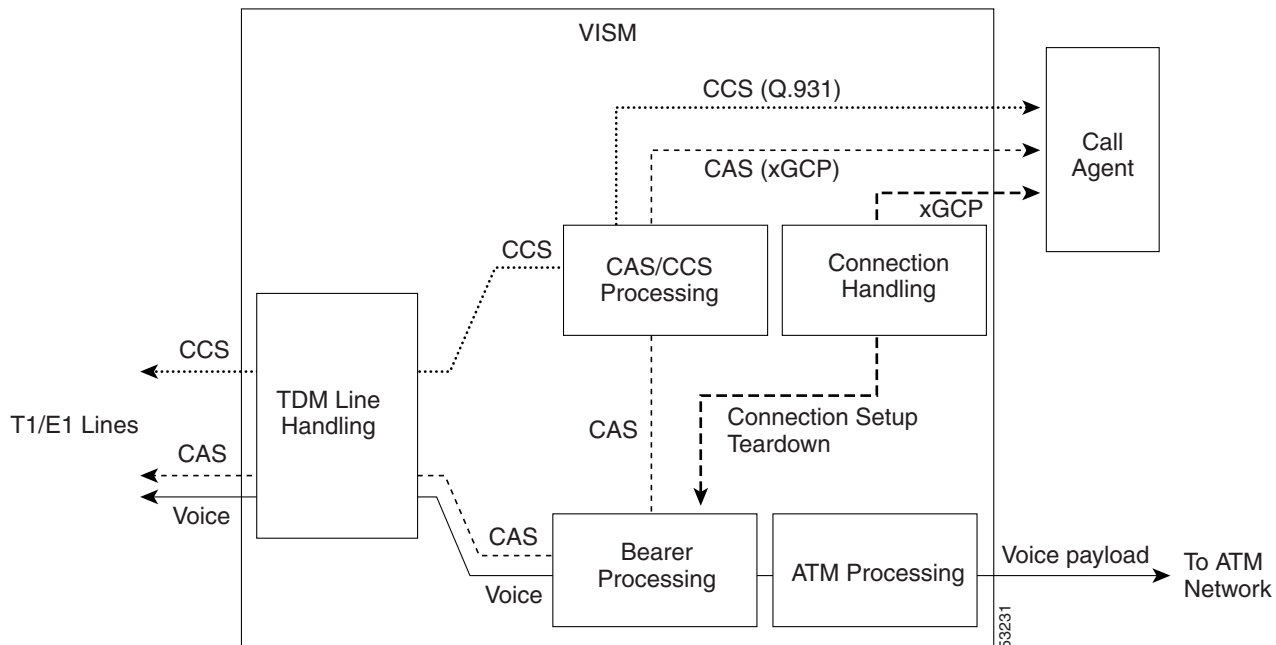 VISM
CCS (Q.931)
Call
Agent
CAS (xGCP)
xGCP
CCS
CAS/CCS
Processing
Connection
Handling
CCS
TDM Line
Handling
T1/E1 Lines
CAS
Connection Setup
Teardown
CAS
Voice
CAS
Bearer
Processing
ATM Processing
Voice payload
To ATM
Network
Voice
53231